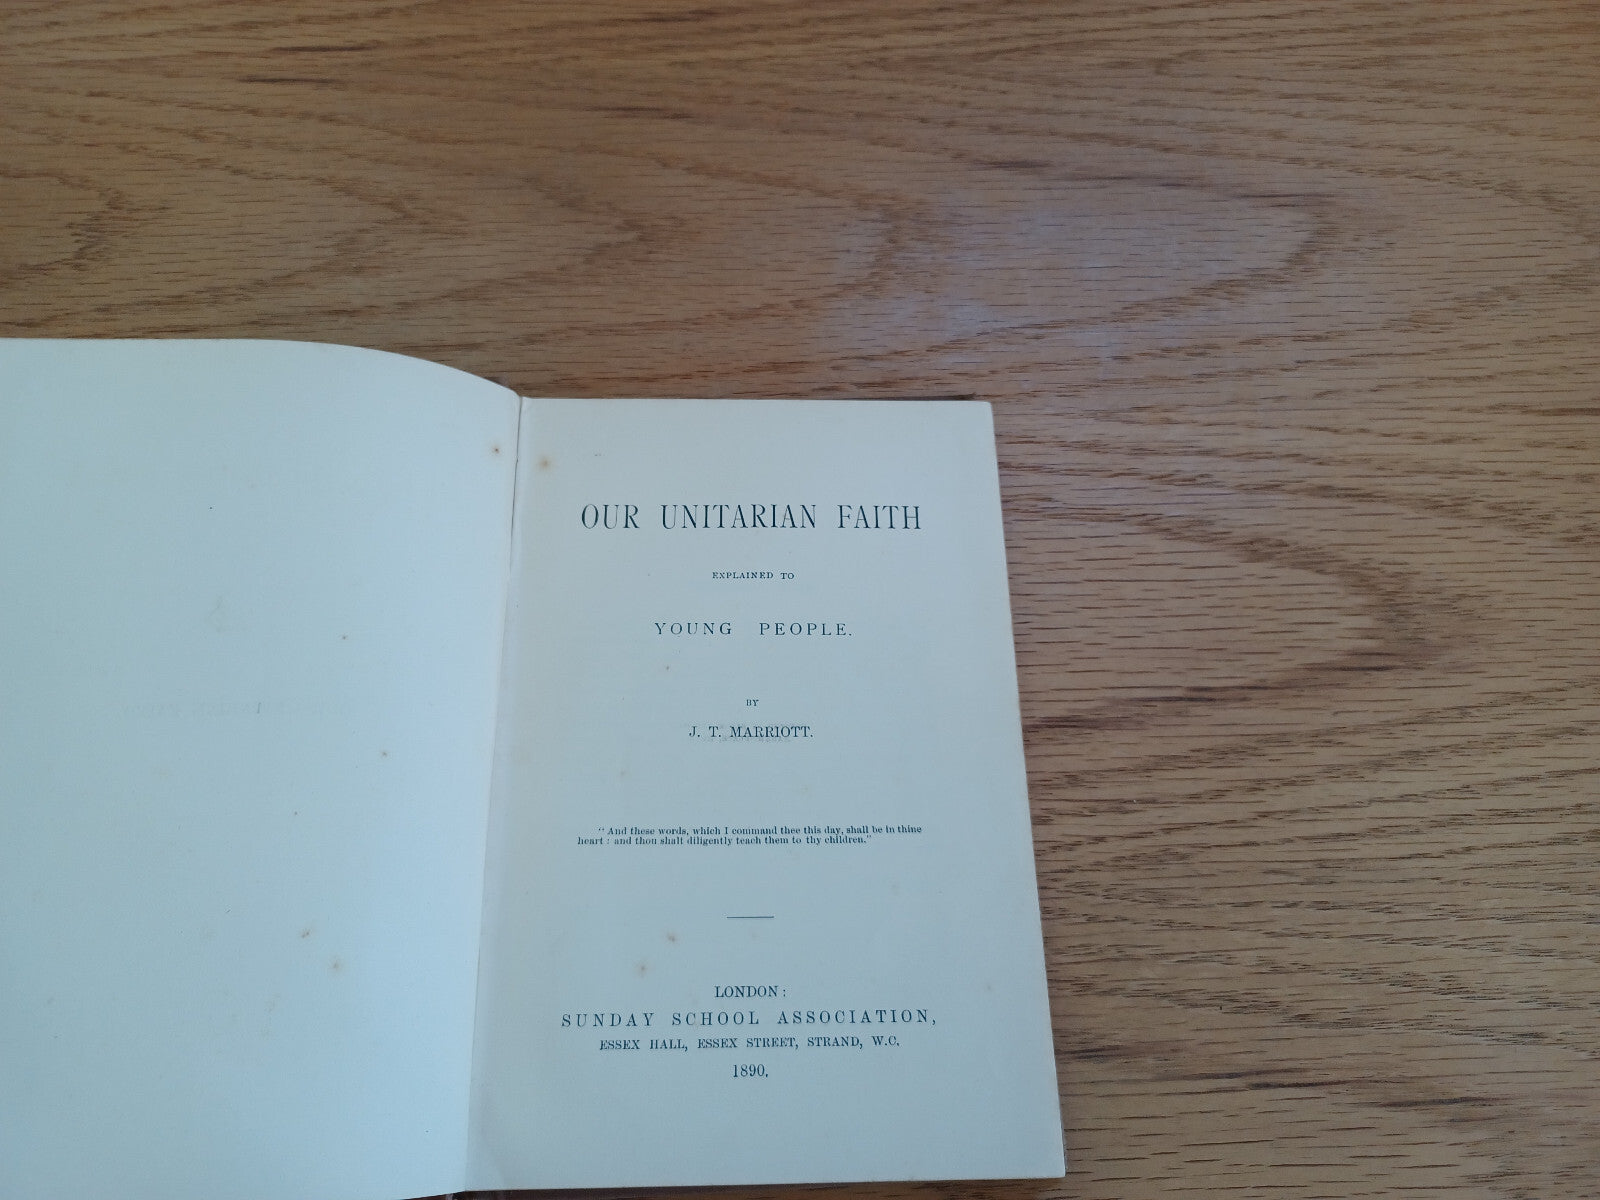 OUR UNITARIAN FAITH
EXPLAINED TO
YOUNG PEOPLE.
BY
J. T. MARRIOTT.
"And these words, which I command thee this day, shall be in thine
heart: and thou shalt diligently teach them to thy children."
LONDON:
SUNDAY SCHOOL ASSOCIATION,
ESSEX HALL, ESSEX STREET, STRAND, W.C.
1890.